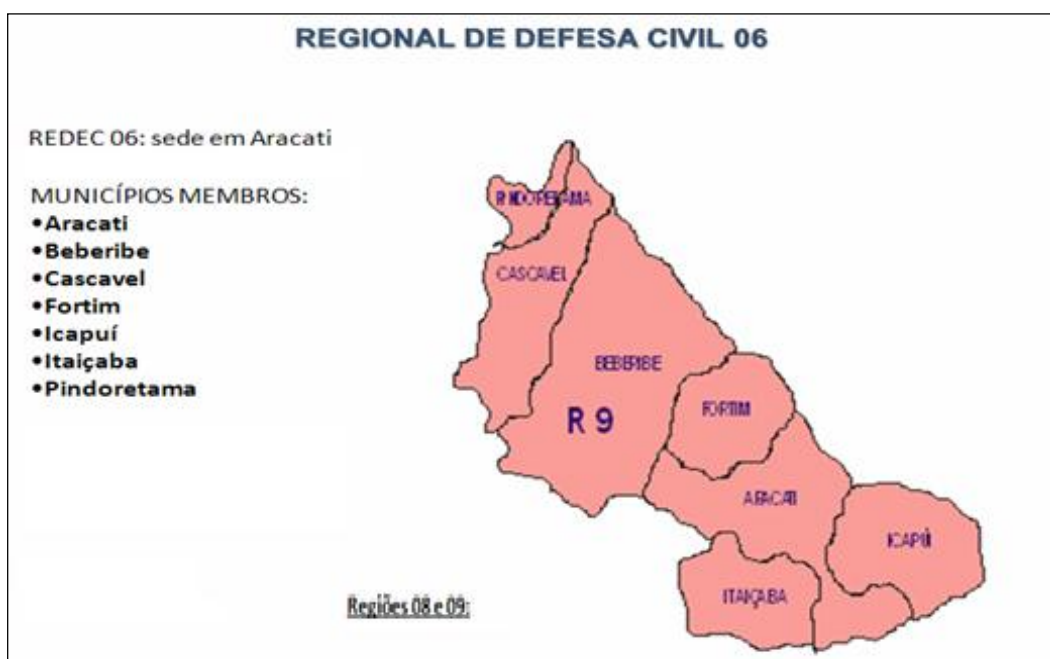 REGIONAL DE DEFESA CIVIL 06
REDEC 06: sede em Aracati
MUNICÍPIOS MEMBROS:
•Aracati
•Beberibe
•Cascavel
•Fortim
•Icapuí
•Itaiçaba
•Pindoretama
PINDORETAMA
CASCAVEL
BEBERIBE
R 9
FORTIM
ARACATI
ICAPUÍ
ITAIÇABA
Regiões 08 e 09: